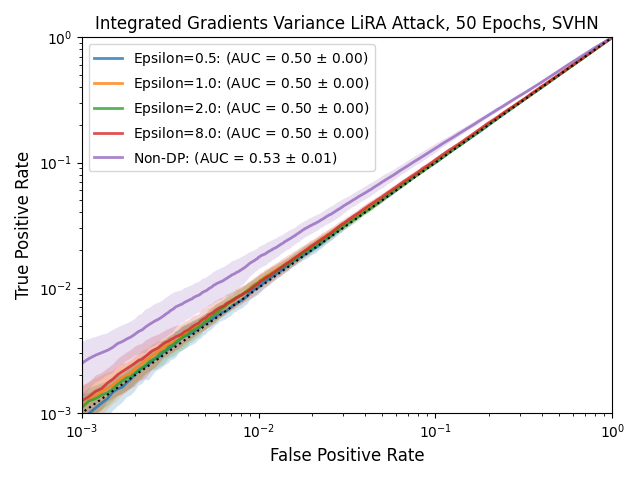 Integrated Gradients Variance LiRA Attack, 50 Epochs, SVHN
Epsilon=0.5: (AUC = 0.50 ± 0.00)
Epsilon=1.0: (AUC = 0.50 ± 0.00)
Epsilon=2.0: (AUC = 0.50 ± 0.00)
Epsilon=8.0: (AUC = 0.50 ± 0.00)
Non-DP: (AUC = 0.53 ± 0.01)
True Positive Rate
10⁰
10⁻¹
10⁻²
10⁻³
10⁻³ 10⁻² 10⁻¹ 10⁰
False Positive Rate